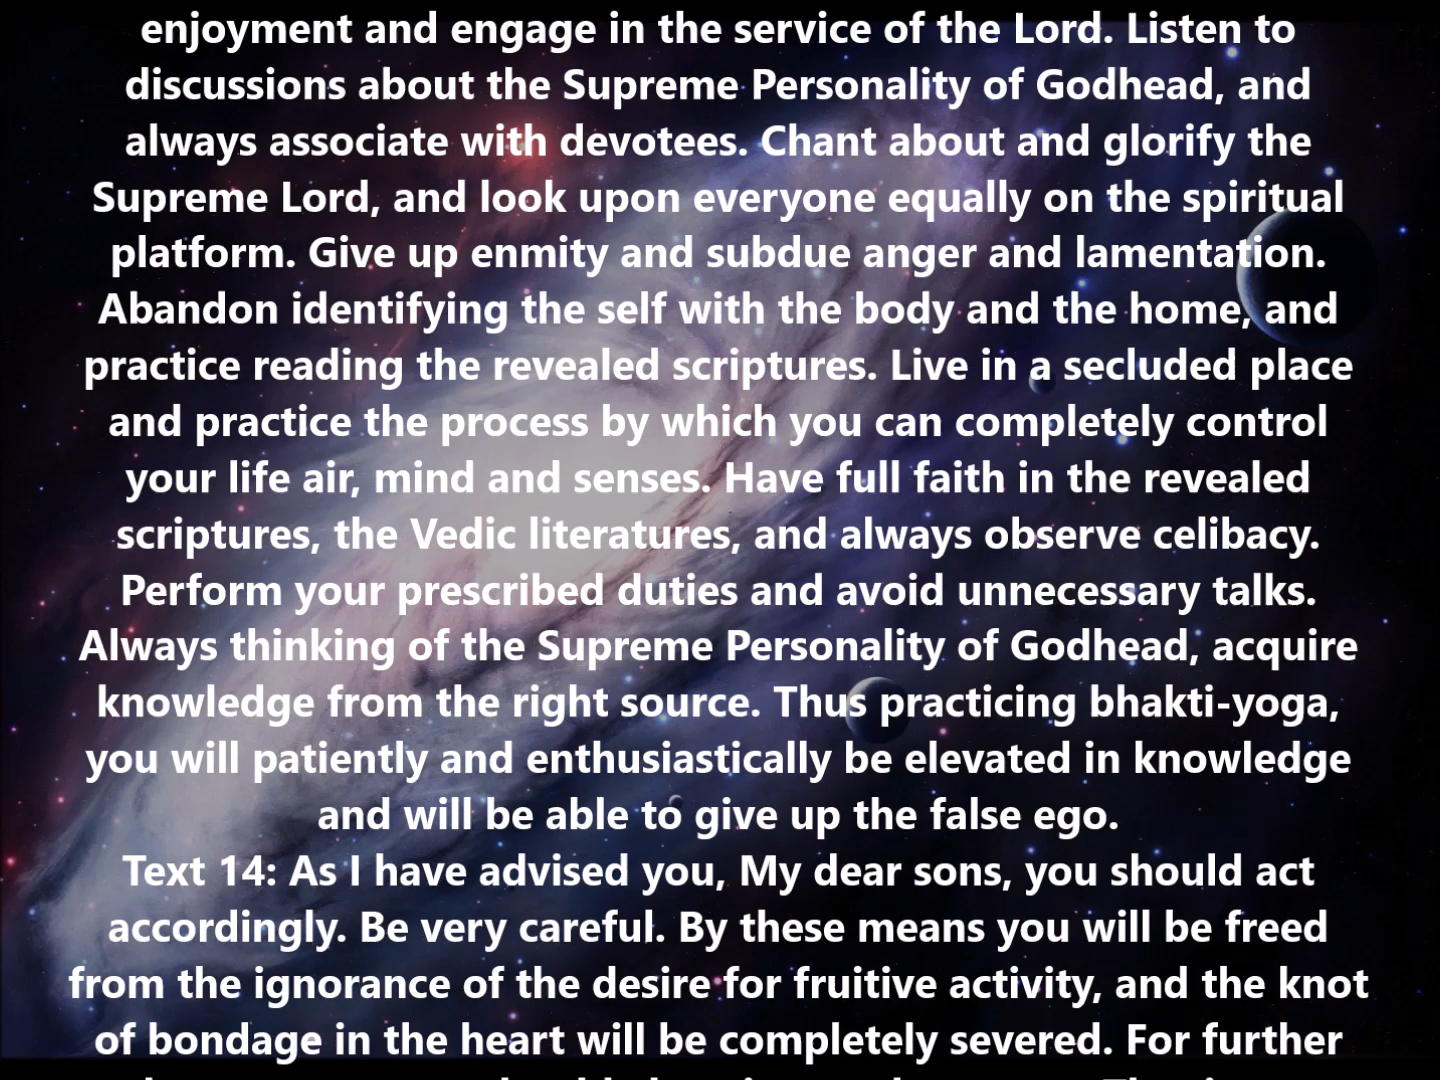 enjoyment and engage in the service of the Lord. Listen to
discussions about the Supreme Personality of Godhead, and
always associate with devotees. Chant about and glorify the
Supreme Lord, and look upon everyone equally on the spiritual
platform. Give up enmity and subdue anger and lamentation.
Abandon identifying the self with the body and the home, and
practice reading the revealed scriptures. Live in a secluded place
and practice the process by which you can completely control
your life air, mind and senses. Have full faith in the revealed
scriptures, the Vedic literatures, and always observe celibacy.
Perform your prescribed duties and avoid unnecessary talks.
Always thinking of the Supreme Personality of Godhead, acquire
knowledge from the right source. Thus practicing bhakti-yoga,
you will patiently and enthusiastically be elevated in knowledge
and will be able to give up the false ego.
Text 14: As I have advised you, My dear sons, you should act
accordingly. Be very careful. By these means you will be freed
from the ignorance of the desire for fruitive activity, and the knot
of bondage in the heart will be completely severed. For further